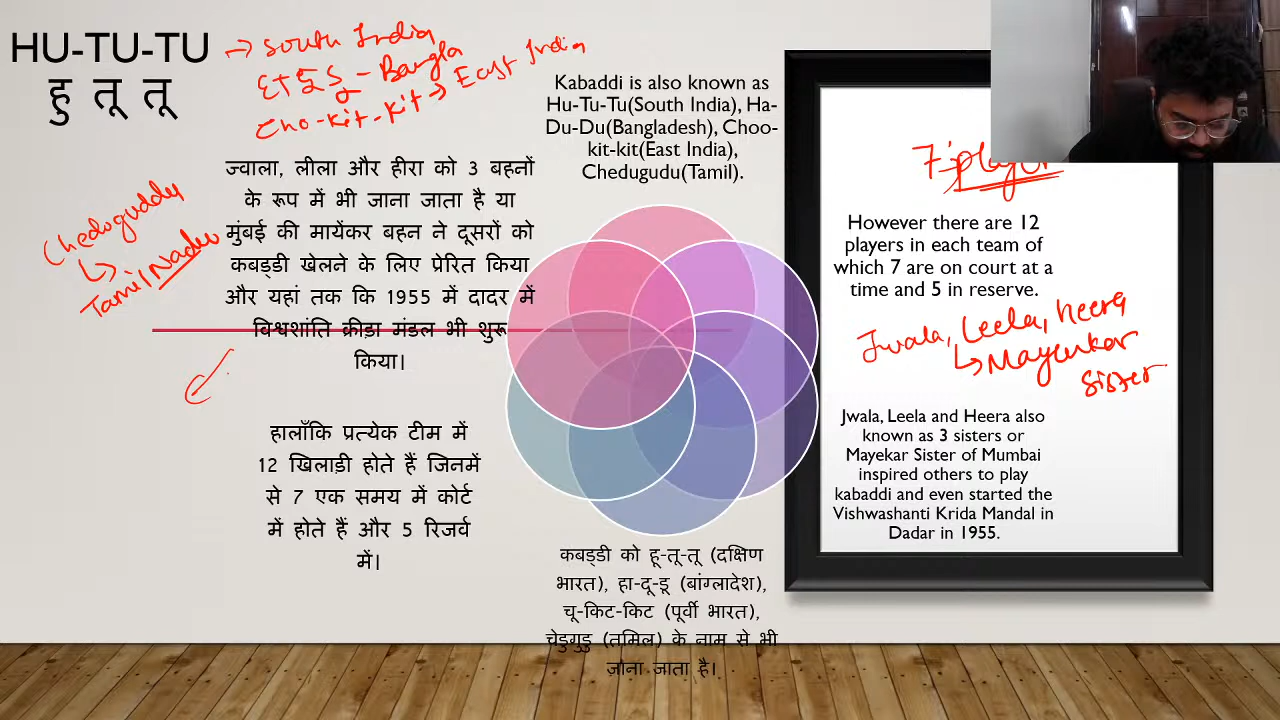 HU-TU-TU
हु तू तू
→ South India
हाडूडू - Bangla
Cho-kit-kit → East India
Kabaddi is also known as
Hu-Tu-Tu(South India), Ha-
Du-Du(Bangladesh), Choo-
kit-kit(East India),
Chedugudu(Tamil).
ज्वाला, लीला और हीरा को 3 बहनों
के रूप में भी जाना जाता है या
मुंबई की मायेंकर बहन ने दूसरों को
कबड्डी खेलने के लिए प्रेरित किया
और यहां तक कि 1955 में दादर में
विश्वशांति क्रीड़ा मंडल भी शुरू
किया।
Cheduguddu
↳ Tamil Nadu
हालाँकि प्रत्येक टीम में
12 खिलाड़ी होते हैं जिनमें
से 7 एक समय में कोर्ट
में होते हैं और 5 रिजर्व
में।
7 player
However there are 12
players in each team of
which 7 are on court at a
time and 5 in reserve.
Jwala, Leela, Heera
↳ Mayenkar
Sister
Jwala, Leela and Heera also
known as 3 sisters or
Mayekar Sister of Mumbai
inspired others to play
kabaddi and even started the
Vishwashanti Krida Mandal in
Dadar in 1955.
कबड्डी को हू-तू-तू (दक्षिण
भारत), हा-दू-डू (बांग्लादेश),
चू-किट-किट (पूर्वी भारत),
चेडुगुडु (तमिल) के नाम से भी
जाना जाता है।